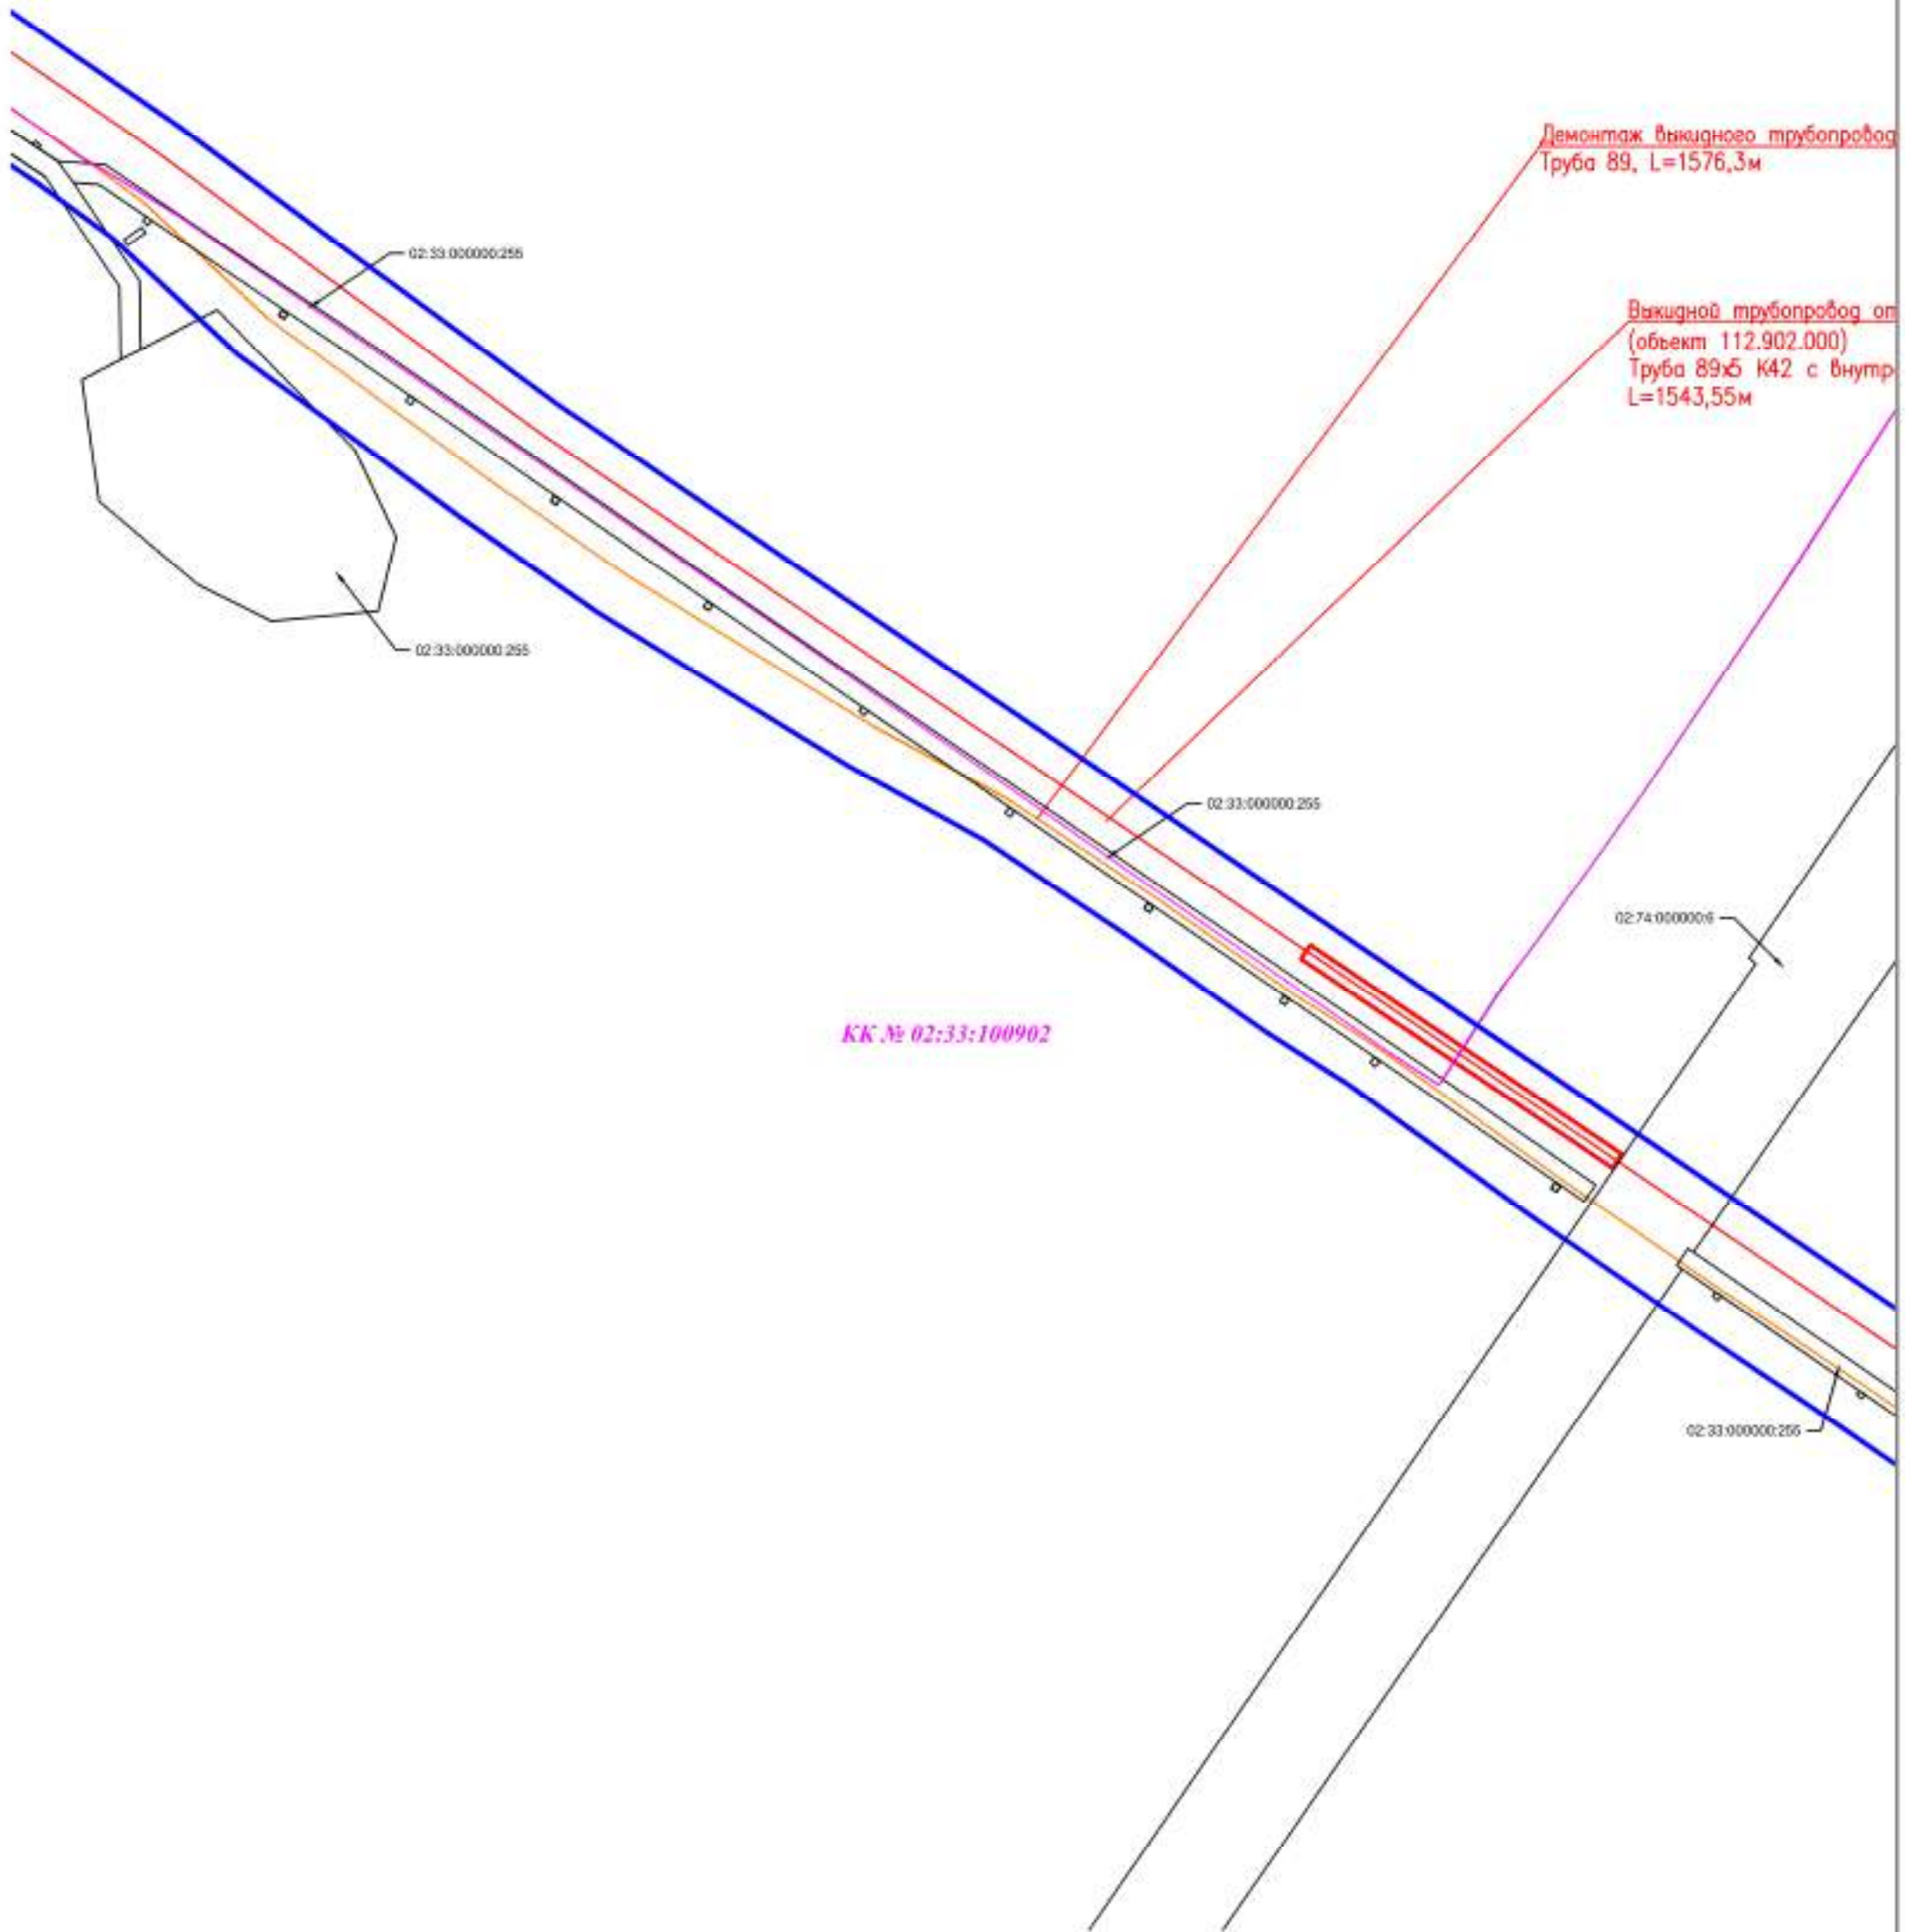 Демонтаж выкидного трубопровод
Труба 89, L=1576,3м
02:33:000000:255
Выкидной трубопровод от
(объект 112.902.000)
Труба 89х5 К42 с внутр
L=1543,55м
02:33:000000:255
02:33:000000:255
02:74:000000:6
КК № 02:33:100902
02:33:000000:255